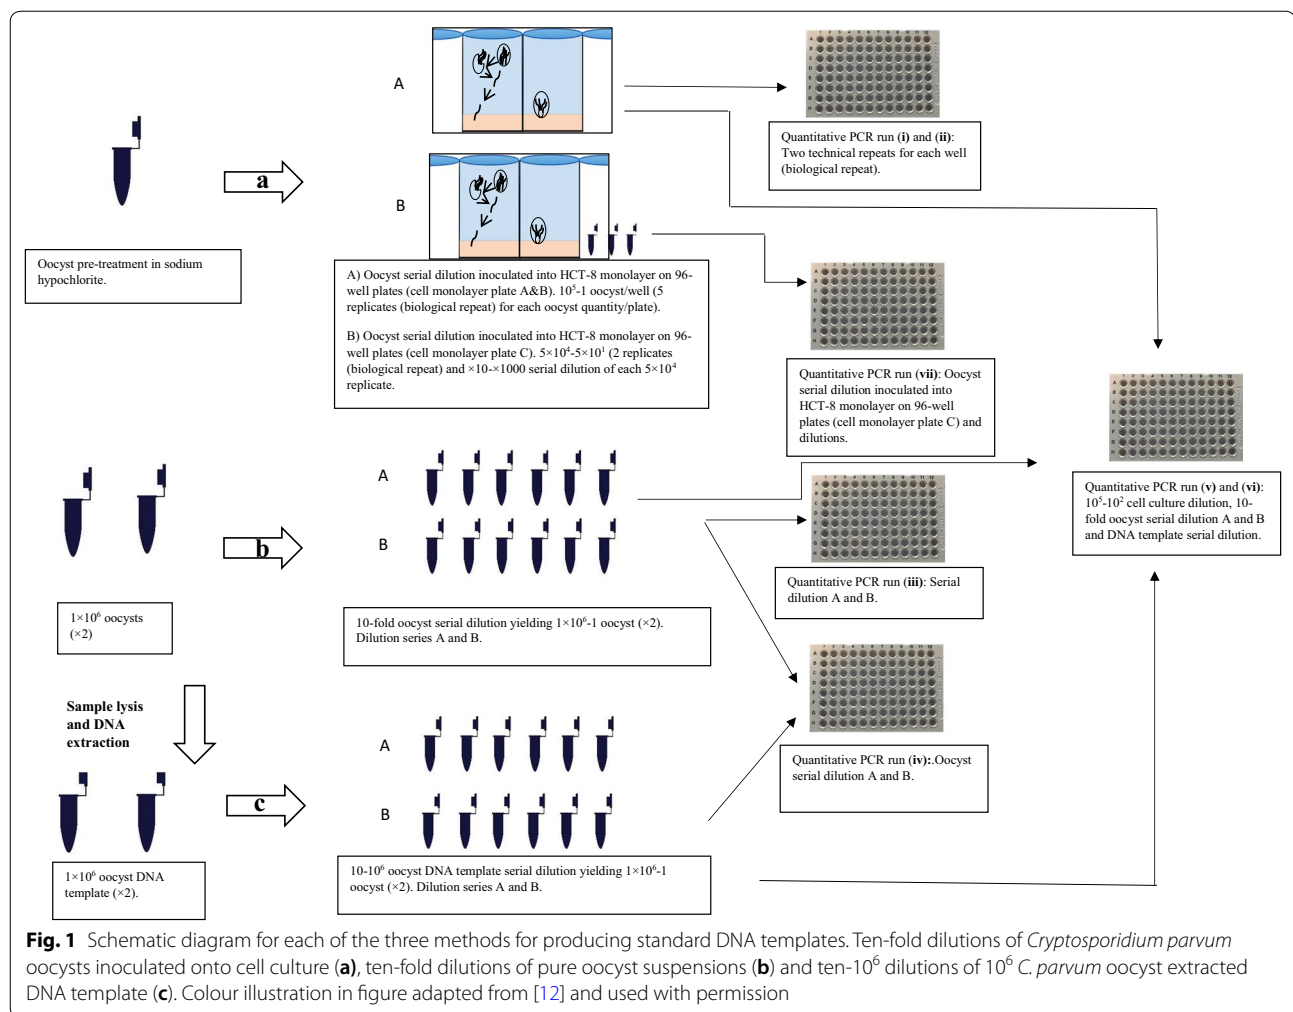 A
Quantitative PCR run (i) and (ii):
Two technical repeats for each well
(biological repeat).
a
B
Oocyst pre-treatment in sodium
hypochlorite.
A) Oocyst serial dilution inoculated into HCT-8 monolayer on 96-
well plates (cell monolayer plate A&B). 10⁵-1 oocyst/well (5
replicates (biological repeat) for each oocyst quantity/plate).
B) Oocyst serial dilution inoculated into HCT-8 monolayer on 96-
well plates (cell monolayer plate C). 5×10⁴-5×10¹ (2 replicates
(biological repeat) and ×10-×1000 serial dilution of each 5×10⁴
replicate.
Quantitative PCR run (vii): Oocyst
serial dilution inoculated into
HCT-8 monolayer on 96-well
plates (cell monolayer plate C) and
dilutions.
A
b
B
Quantitative PCR run (v) and (vi):
10⁵-10² cell culture dilution, 10-
fold oocyst serial dilution A and B
and DNA template serial dilution.
Quantitative PCR run (iii): Serial
dilution A and B.
1×10⁶ oocysts
(×2)
10-fold oocyst serial dilution yielding 1×10⁶-1 oocyst (×2).
Dilution series A and B.
Sample lysis
and DNA
extraction
A
Quantitative PCR run (iv):.Oocyst
serial dilution A and B.
c
B
1×10⁶ oocyst DNA
template (×2).
10-10⁶ oocyst DNA template serial dilution yielding 1×10⁶-1
oocyst (×2). Dilution series A and B.
Fig. 1 Schematic diagram for each of the three methods for producing standard DNA templates. Ten-fold dilutions of Cryptosporidium parvum
oocysts inoculated onto cell culture (a), ten-fold dilutions of pure oocyst suspensions (b) and ten-10⁶ dilutions of 10⁶ C. parvum oocyst extracted
DNA template (c). Colour illustration in figure adapted from [12] and used with permission